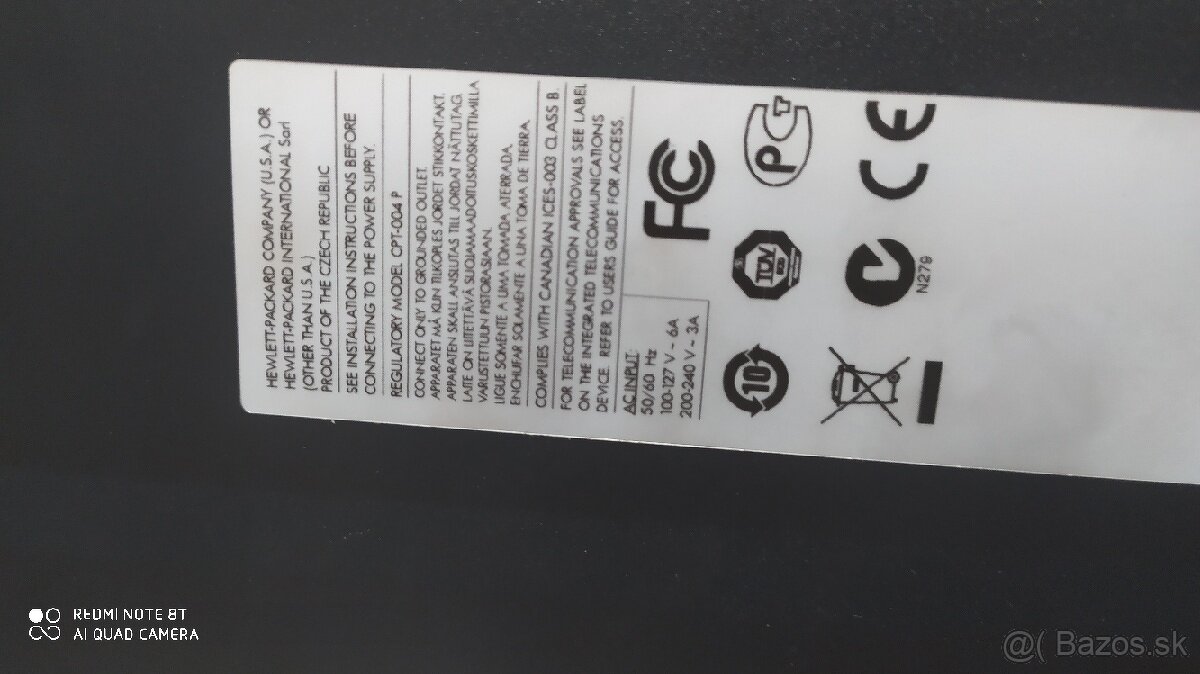 HEWLETT-PACKARD COMPANY (U.S.A.) OR
HEWLETT-PACKARD INTERNATIONAL Sarl
(OTHER THAN U.S.A.)
PRODUCT OF THE CZECH REPUBLIC
SEE INSTALLATION INSTRUCTIONS BEFORE
CONNECTING TO THE POWER SUPPLY.
REGULATORY MODEL CPT-004 P
CONNECT ONLY TO GROUNDED OUTLET.
APPARATET MÅ KUN TILKOPLES JORDET STIKKONTAKT.
APPARATEN SKALL ANSLUTAS TILL JORDAT NÄTTUTAG.
LAITE ON LIITETTÄVÄ SUOJAMAADOITUSKOSKETTIMILLA
VARUSTETTUUN PISTORASIAAN.
LIGUE SOMENTE A UMA TOMADA ATERRADA.
ENCHUFAR SOLAMENTE A UNA TOMA DE TIERRA.
COMPLIES WITH CANADIAN ICES-003 CLASS B.
FOR TELECOMMUNICATION APPROVALS SEE LABEL
ON THE INTEGRATED TELECOMMUNICATIONS
DEVICE. REFER TO USERS GUIDE FOR ACCESS.
AC INPUT:
50/60 Hz
100-127 V ~ 6A
200-240 V ~ 3A
FC
10
TÜV
PCT
N279
CE
REDMI NOTE 8T
AI QUAD CAMERA
@( Bazos.sk